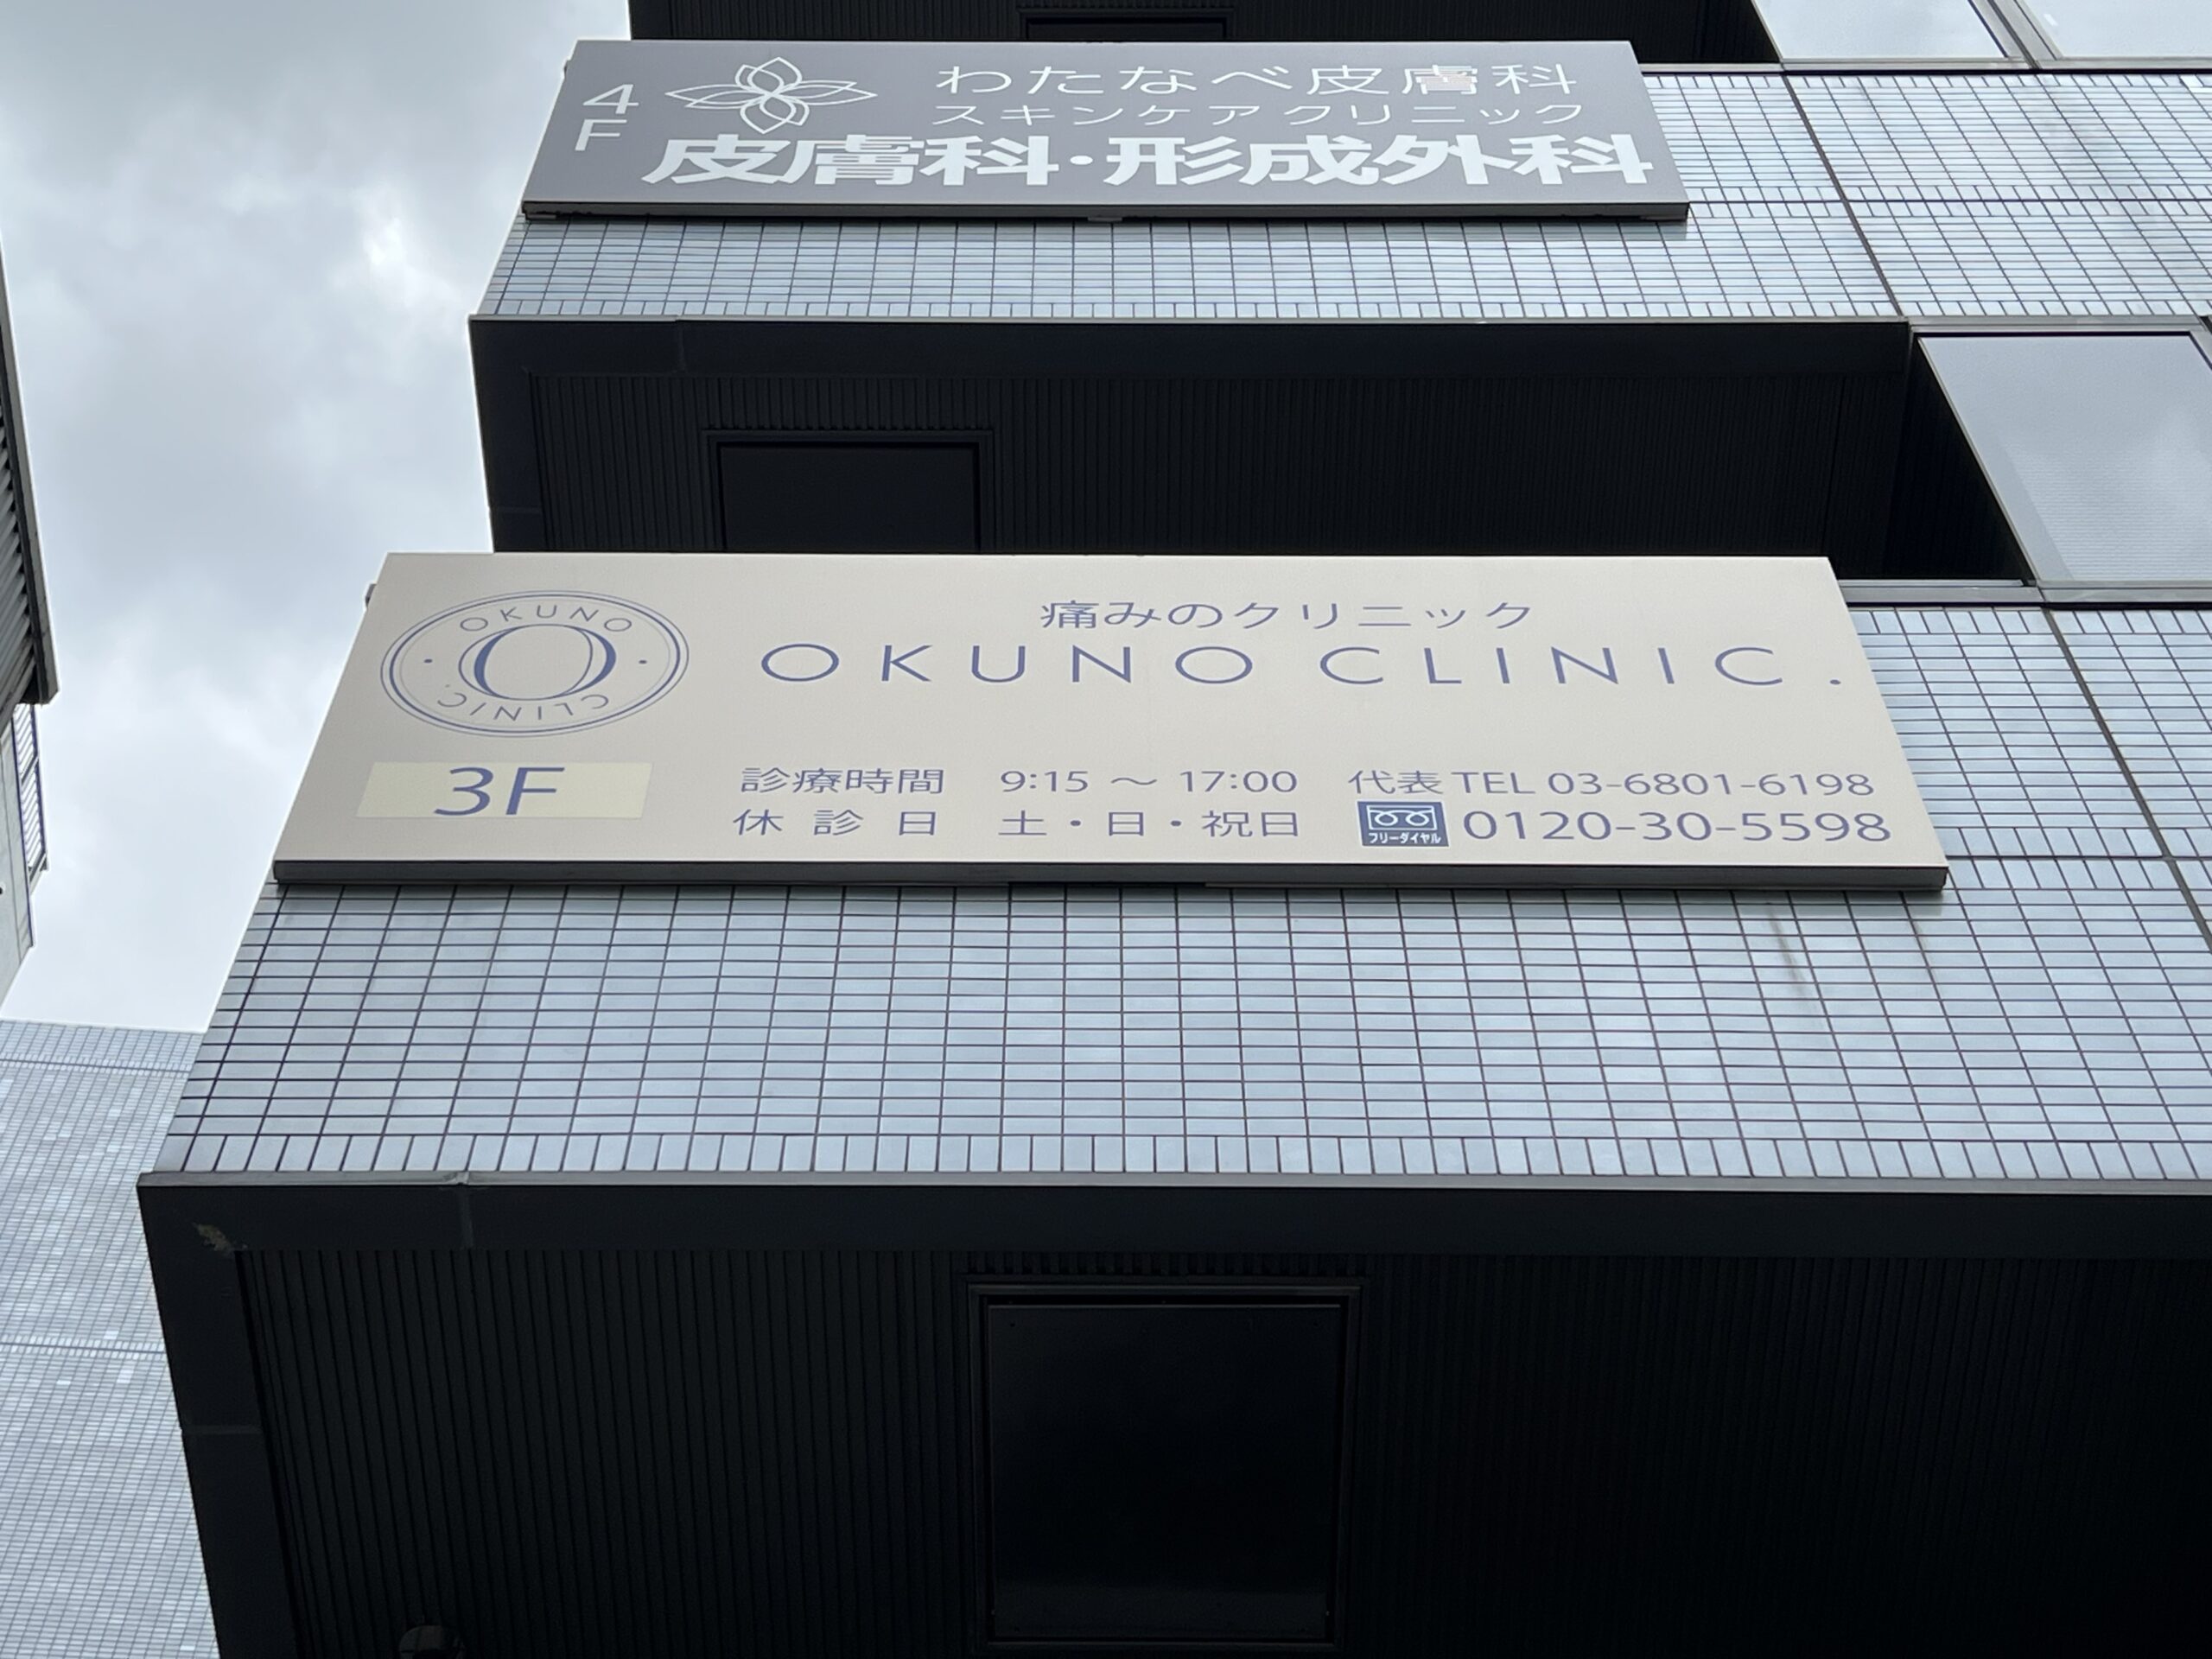 4F
わたなべ皮膚科
スキンケアクリニック
皮膚科・形成外科
OKUNO
O
CLINIC.
痛みのクリニック
OKUNO CLINIC.
3F
診療時間 9:15 ～ 17:00 代表 TEL 03-6801-6198
休診日 土・日・祝日 フリーダイヤル 0120-30-5598